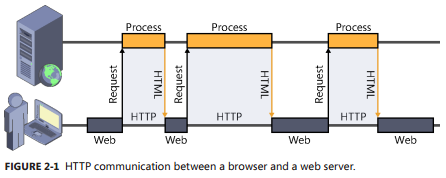 Process Process Process
Request HTML Request HTML Request HTML
HTTP HTTP HTTP
Web Web Web Web
FIGURE 2-1 HTTP communication between a browser and a web server.